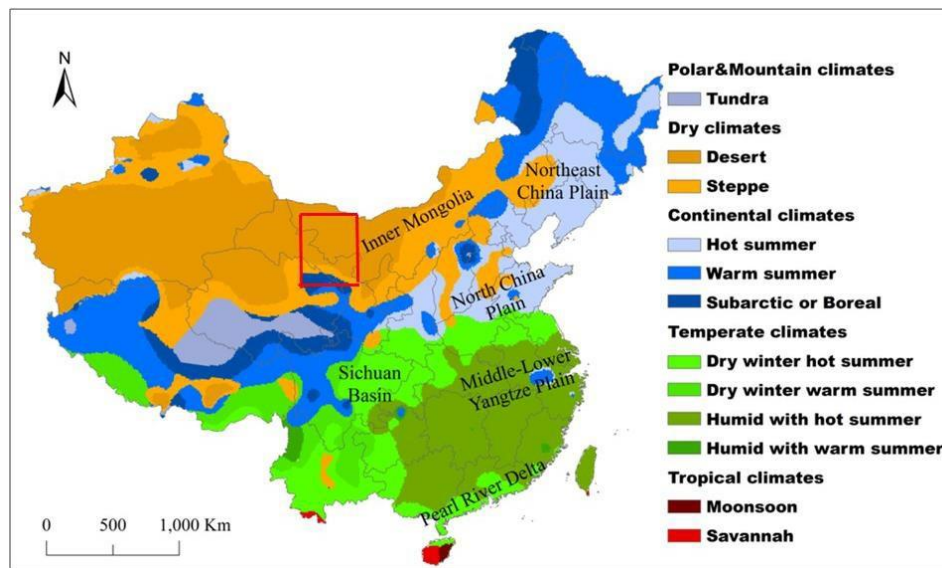 N
Inner Mongolia
Northeast
China Plain
North China
Plain
Sichuan
Basin
Middle-Lower
Yangtze Plain
Pearl River Delta
0 500 1,000 Km
Polar&Mountain climates
Tundra
Dry climates
Desert
Steppe
Continental climates
Hot summer
Warm summer
Subarctic or Boreal
Temperate climates
Dry winter hot summer
Dry winter warm summer
Humid with hot summer
Humid with warm summer
Tropical climates
Moonsoon
Savannah